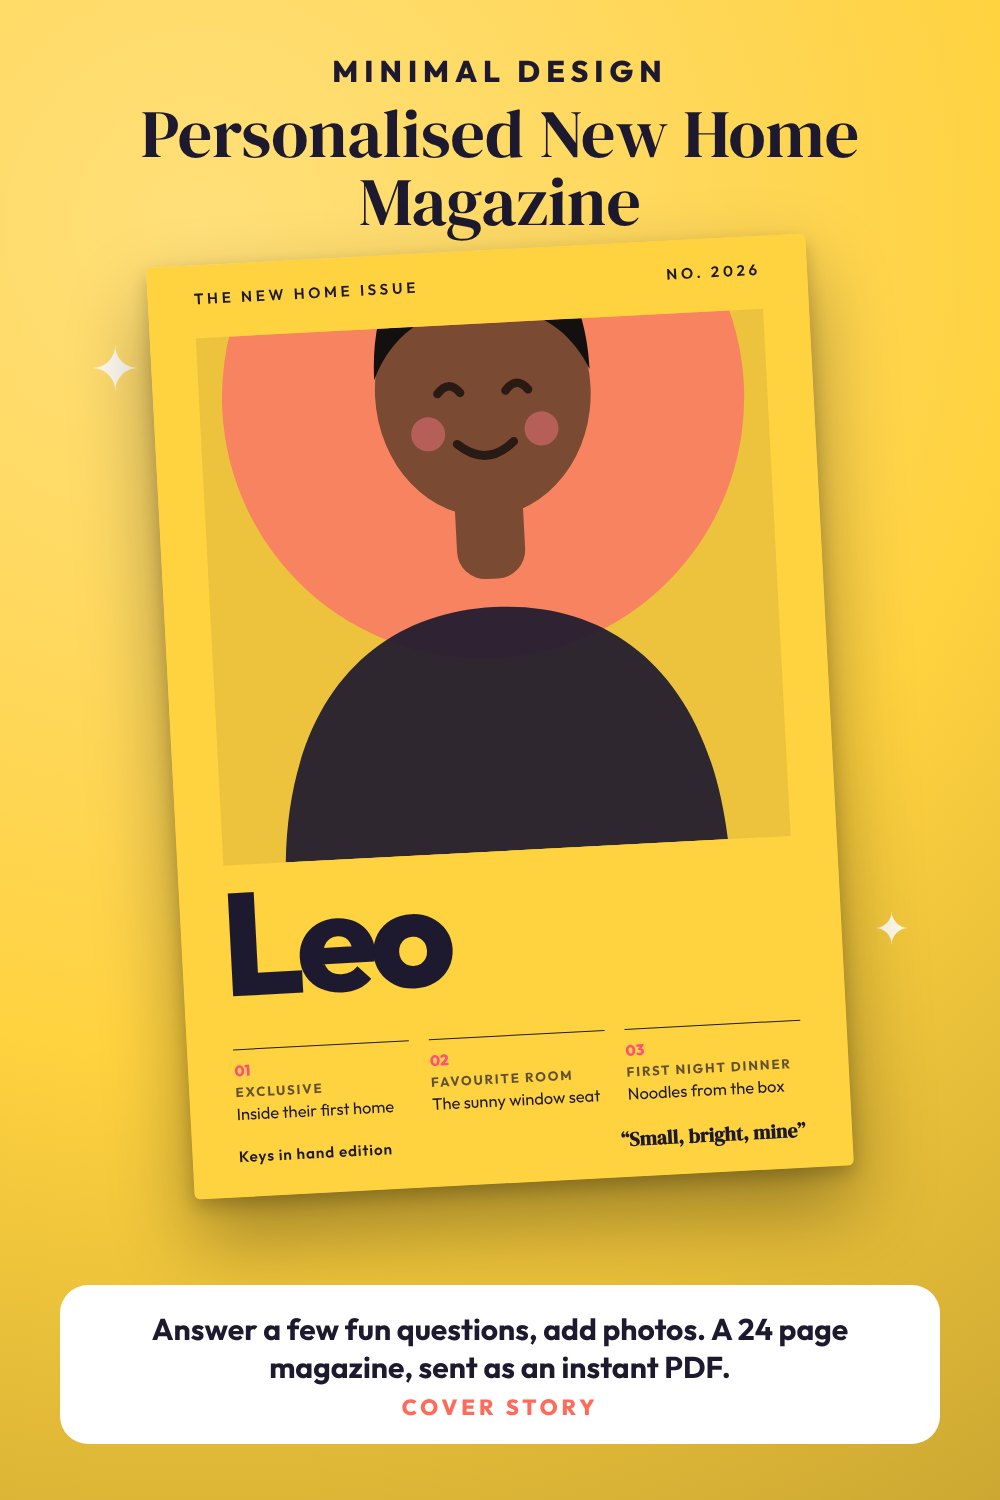 MINIMAL DESIGN
Personalised New Home
Magazine
THE NEW HOME ISSUE
NO. 2026
Leo
01
EXCLUSIVE
Inside their first home
02
FAVOURITE ROOM
The sunny window seat
03
FIRST NIGHT DINNER
Noodles from the box
Keys in hand edition
“Small, bright, mine”
Answer a few fun questions, add photos. A 24 page
magazine, sent as an instant PDF.
COVER STORY